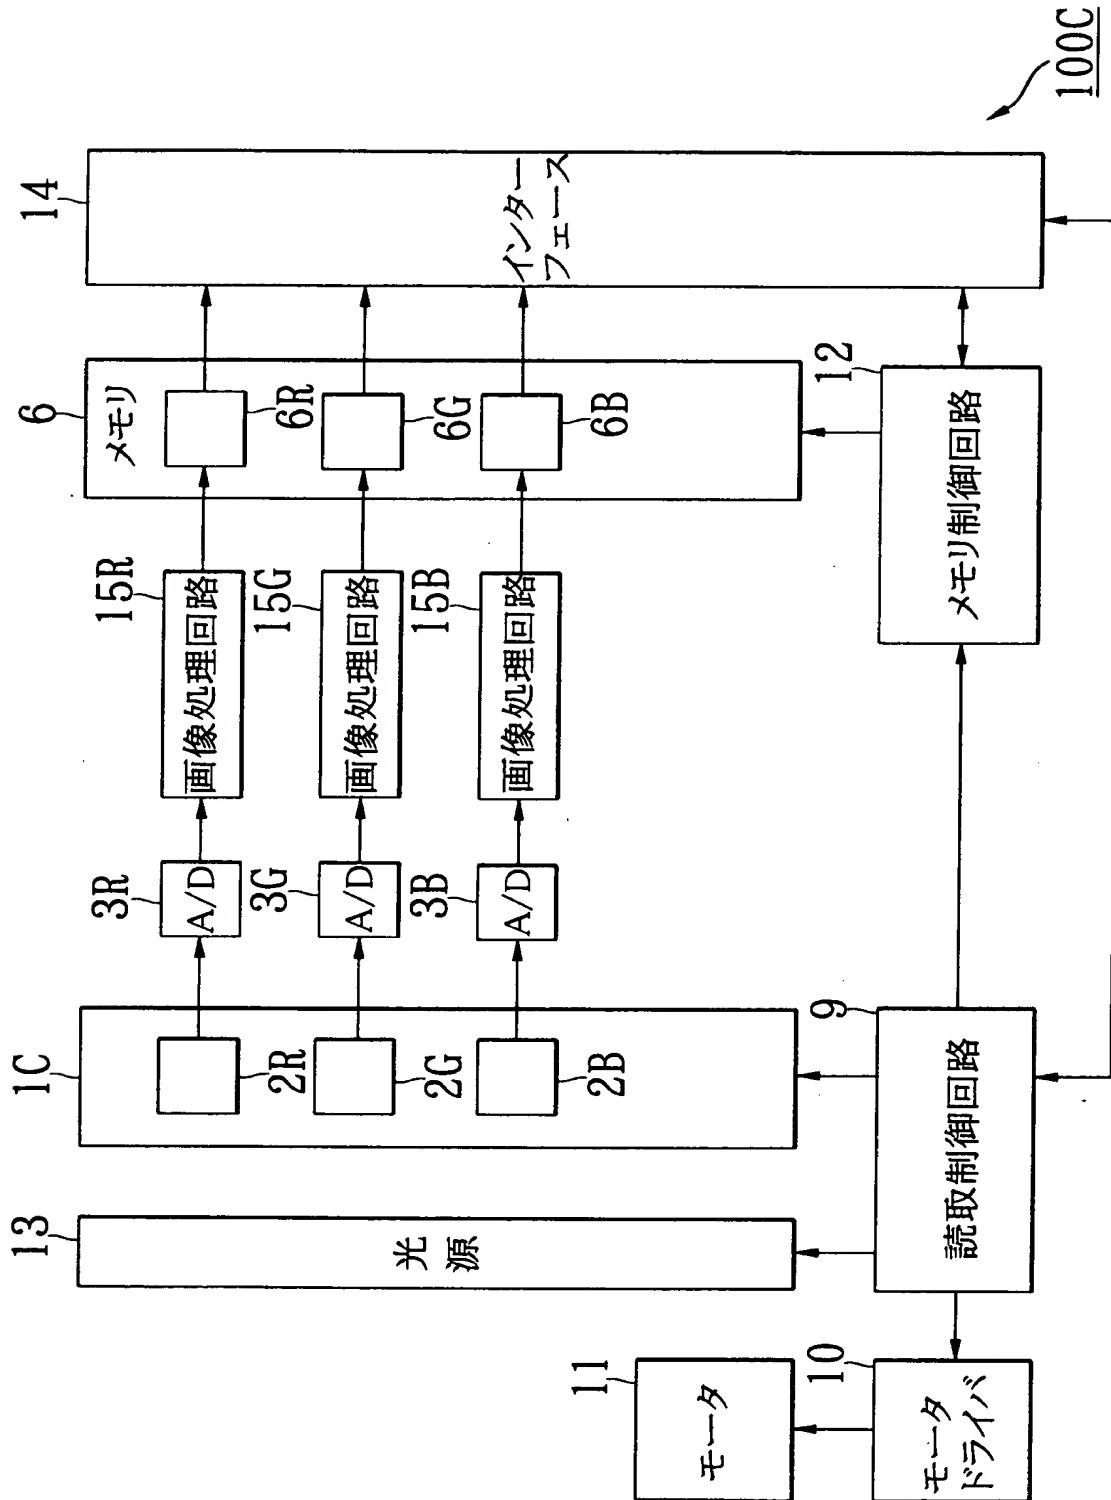 100C
14
インター
フェース
6
メモリ
6R
6G
6B
12
メモリ制御回路
15R
画像処理回路
15G
画像処理回路
15B
画像処理回路
3R
A/D
3G
A/D
3B
A/D
1C
2R
2G
2B
9
読取制御回路
13
光
源
11
モータ
10
モータ
ドライバ